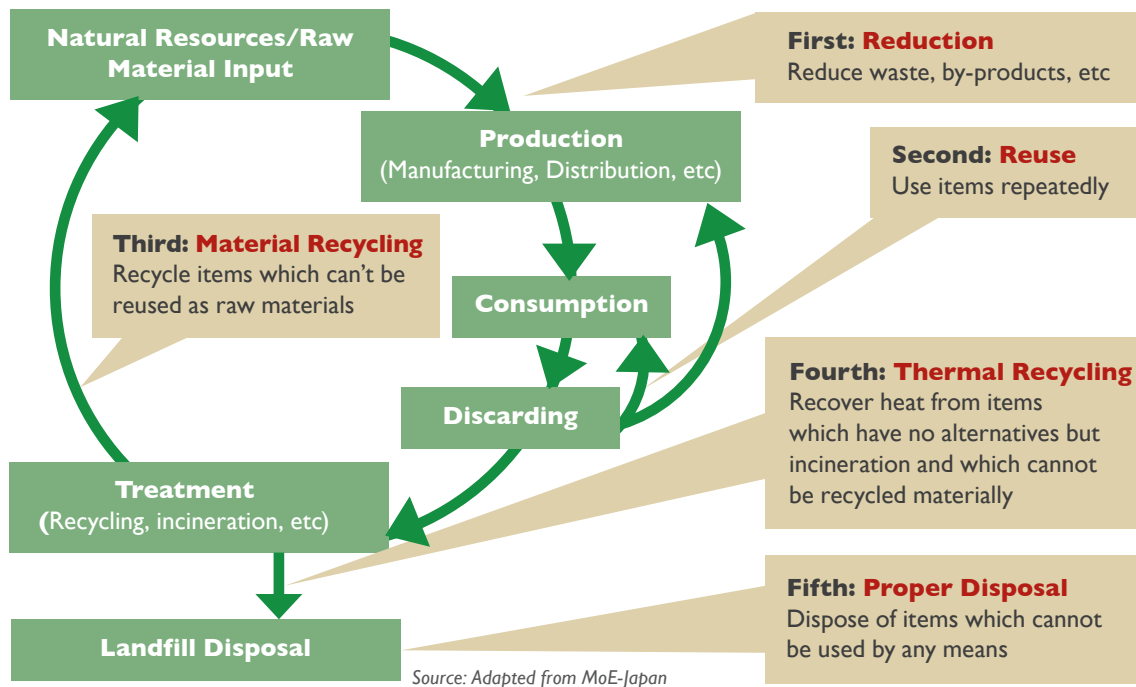 Natural Resources/Raw
Material Input
First: Reduction
Reduce waste, by-products, etc
Production
(Manufacturing, Distribution, etc)
Second: Reuse
Use items repeatedly
Third: Material Recycling
Recycle items which can’t be
reused as raw materials
Consumption
Fourth: Thermal Recycling
Recover heat from items
which have no alternatives but
incineration and which cannot
be recycled materially
Discarding
Treatment
(Recycling, incineration, etc)
Fifth: Proper Disposal
Dispose of items which cannot
be used by any means
Landfill Disposal
Source: Adapted from MoE-Japan